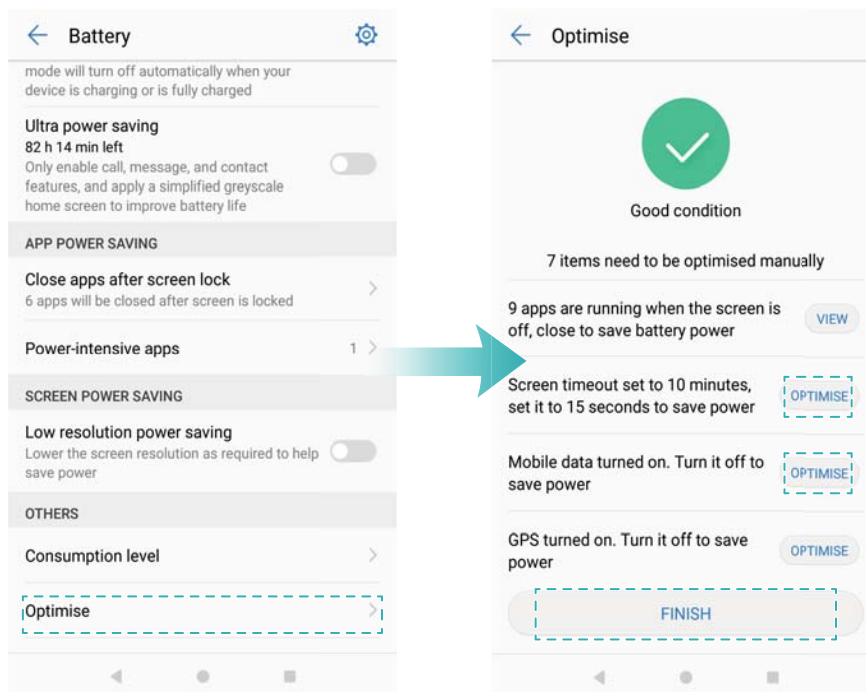 Battery
mode will turn off automatically when your
device is charging or is fully charged
Ultra power saving
82 h 14 min left
Only enable call, message, and contact
features, and apply a simplified greyscale
home screen to improve battery life
APP POWER SAVING
Close apps after screen lock
6 apps will be closed after screen is locked
Power-intensive apps 1
SCREEN POWER SAVING
Low resolution power saving
Lower the screen resolution as required to help
save power
OTHERS
Consumption level
Optimise
Optimise
Good condition
7 items need to be optimised manually
9 apps are running when the screen is
off, close to save battery power
VIEW
Screen timeout set to 10 minutes,
set it to 15 seconds to save power
OPTIMISE
Mobile data turned on. Turn it off to
save power
OPTIMISE
GPS turned on. Turn it off to save
power
OPTIMISE
FINISH